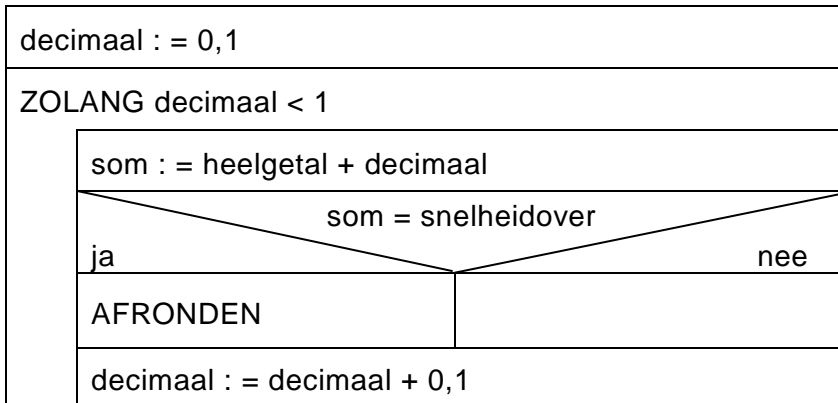 decimaal : = 0,1
ZOLANG decimaal < 1
som : = heelgetal + decimaal
som = snelheidover
ja nee
AFRONDEN
decimaal : = decimaal + 0,1